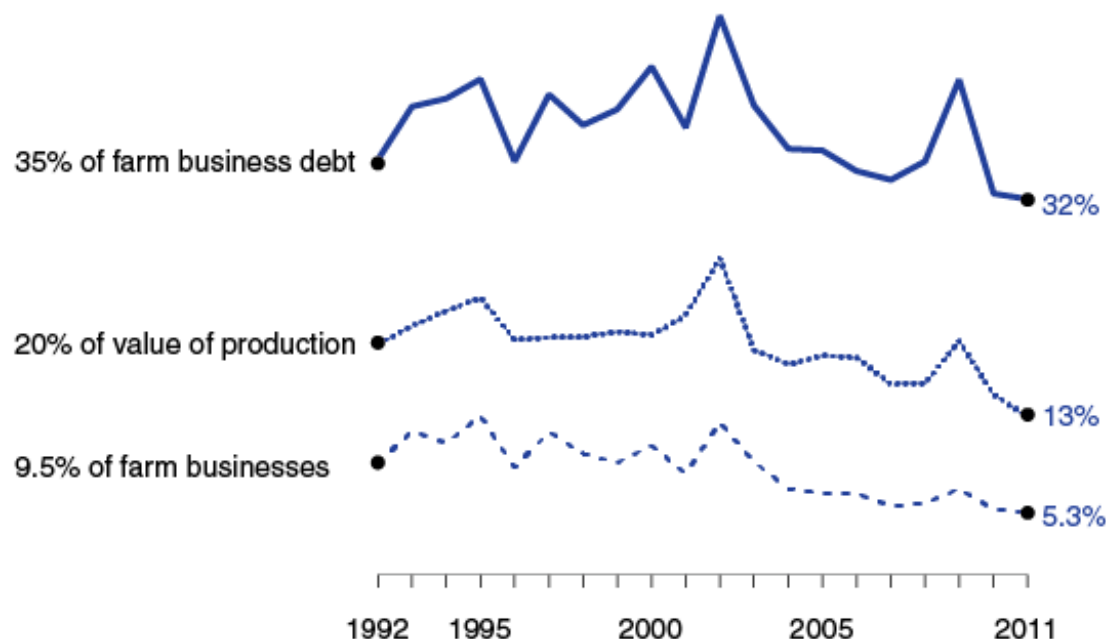 35% of farm business debt
32%
20% of value of production
13%
9.5% of farm businesses
5.3%
1992 1995 2000 2005 2011